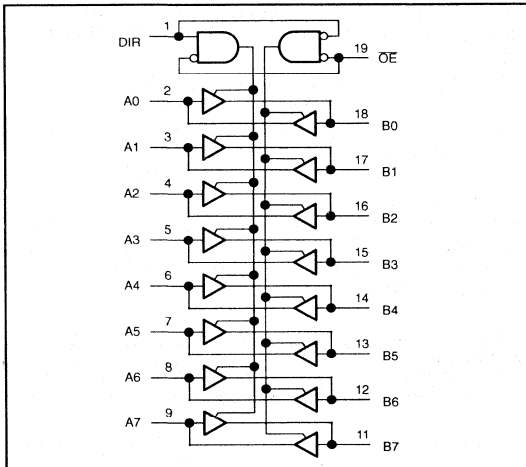 DIR 1
19 O̅E̅
A0 2
18 B0
A1 3
17 B1
A2 4
16 B2
A3 5
15 B3
A4 6
14 B4
A5 7
13 B5
A6 8
12 B6
A7 9
11 B7